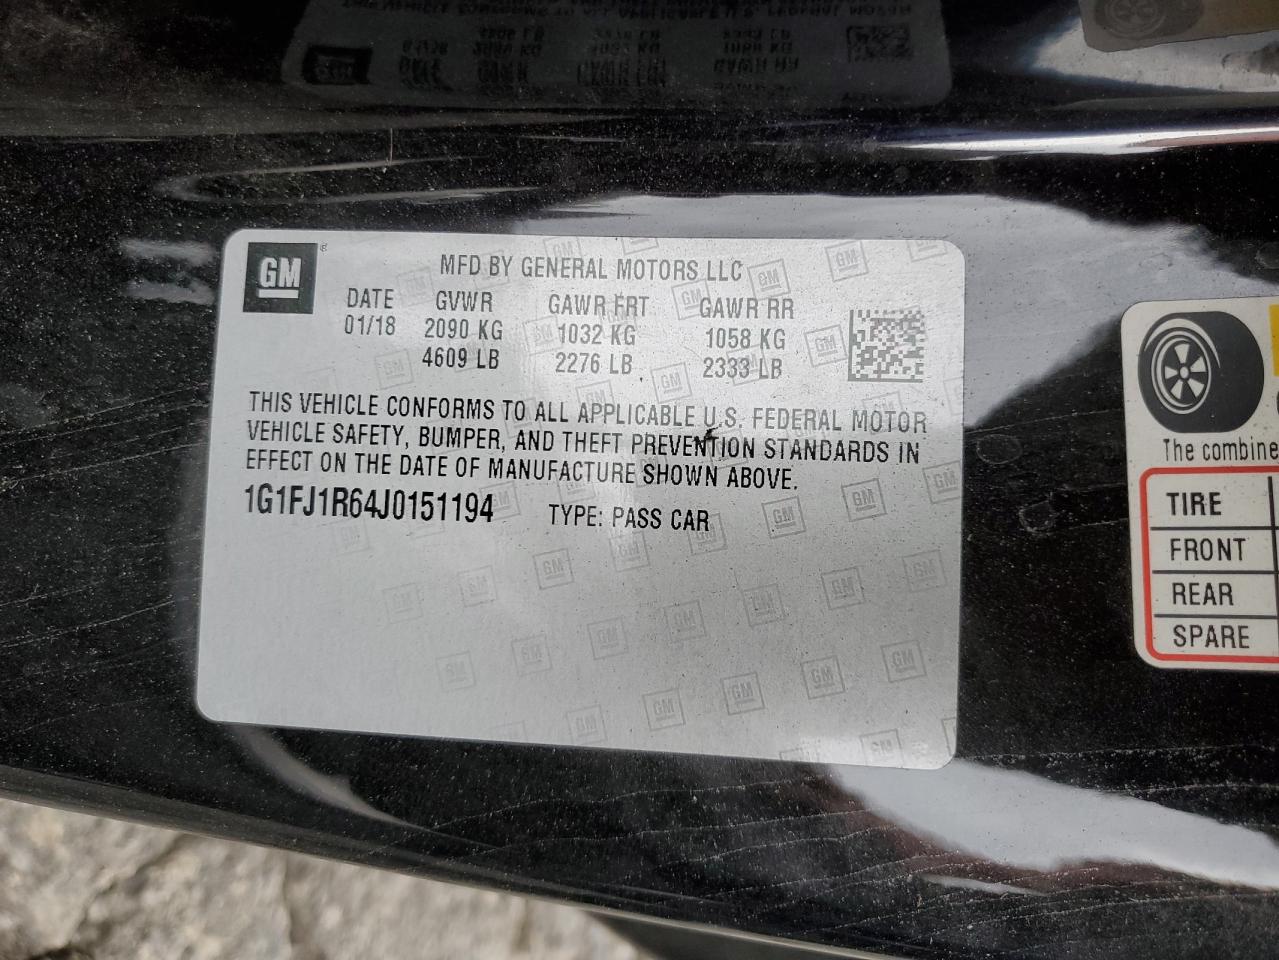 GM
MFD BY GENERAL MOTORS LLC
DATE GVWR GAWR FRT GAWR RR
01/18 2090 KG 1032 KG 1058 KG
4609 LB 2276 LB 2333 LB
THIS VEHICLE CONFORMS TO ALL APPLICABLE U.S. FEDERAL MOTOR
VEHICLE SAFETY, BUMPER, AND THEFT PREVENTION STANDARDS IN
EFFECT ON THE DATE OF MANUFACTURE SHOWN ABOVE.
1G1FJ1R64J0151194 TYPE: PASS CAR
The combine
TIRE
FRONT
REAR
SPARE